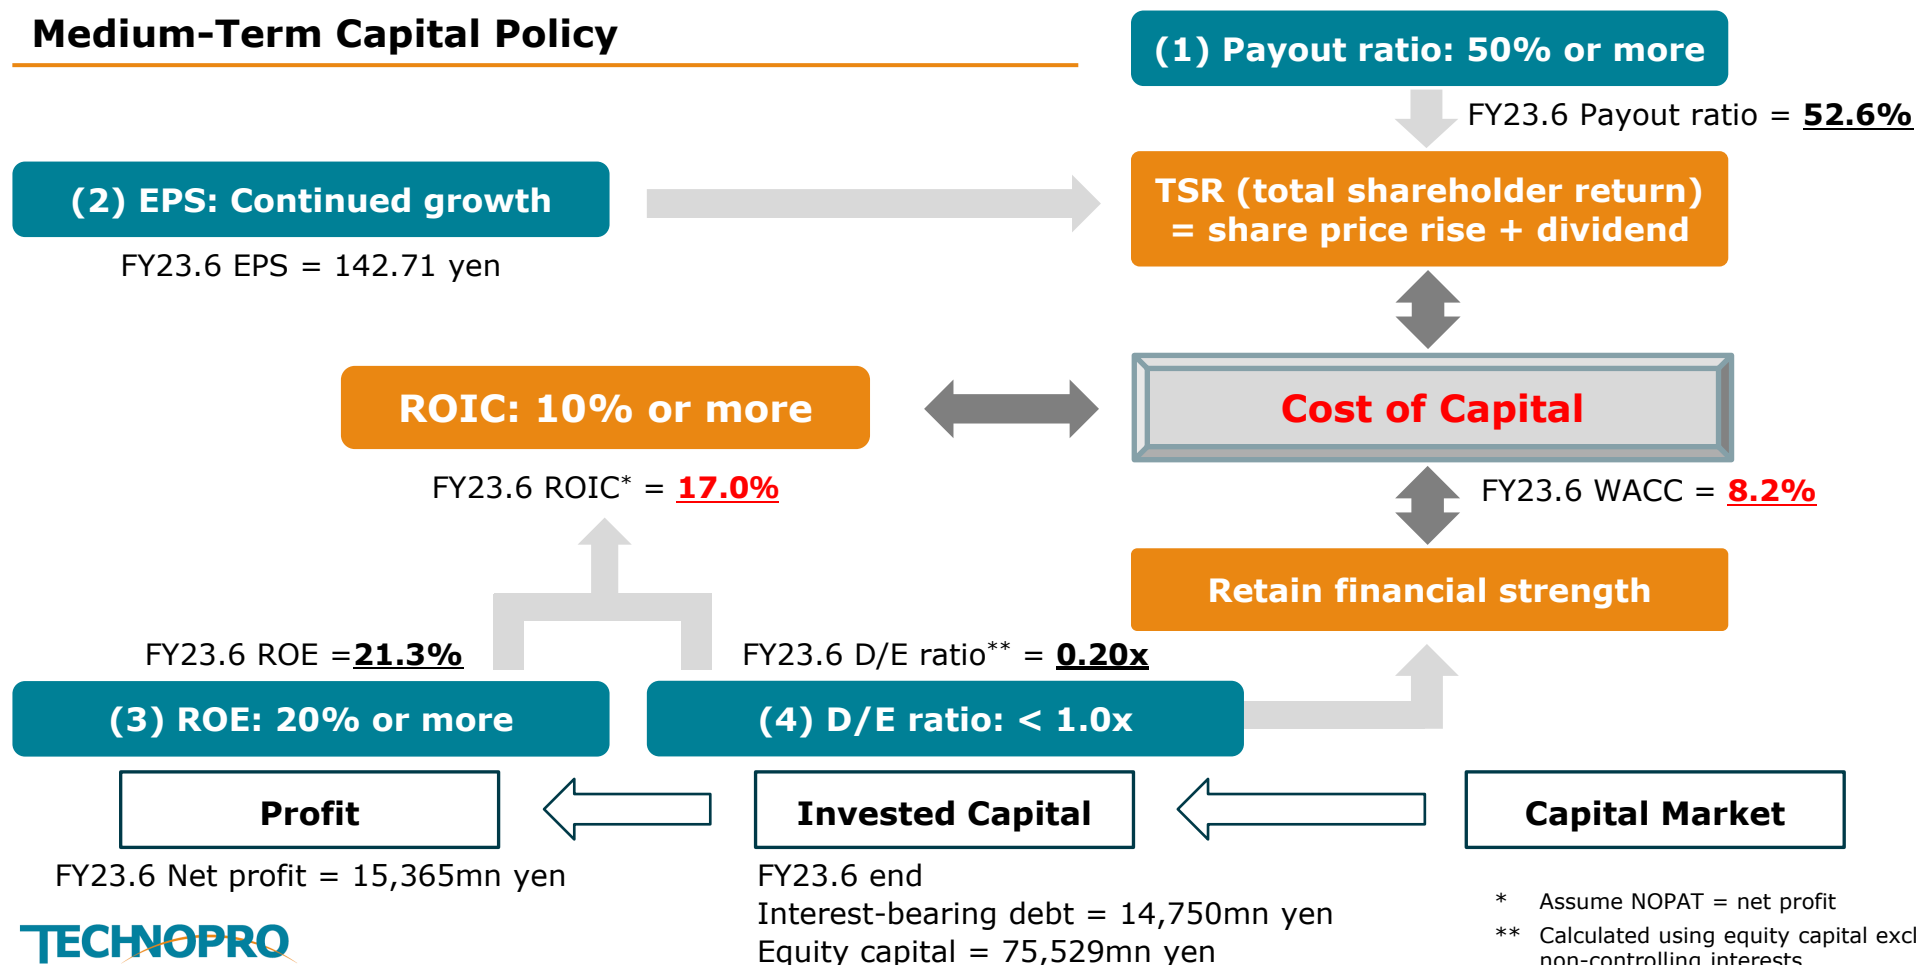 Medium-Term Capital Policy
(1) Payout ratio: 50% or more
FY23.6 Payout ratio = 52.6%
(2) EPS: Continued growth
FY23.6 EPS = 142.71 yen
TSR (total shareholder return)
= share price rise + dividend
ROIC: 10% or more
Cost of Capital
FY23.6 ROIC* = 17.0%
FY23.6 WACC = 8.2%
Retain financial strength
FY23.6 ROE =21.3%
FY23.6 D/E ratio** = 0.20x
(3) ROE: 20% or more
(4) D/E ratio: < 1.0x
Profit
Invested Capital
Capital Market
FY23.6 Net profit = 15,365mn yen
FY23.6 end
Interest-bearing debt = 14,750mn yen
Equity capital = 75,529mn yen
* Assume NOPAT = net profit
** Calculated using equity capital excl
non-controlling interests
TECHNOPRO